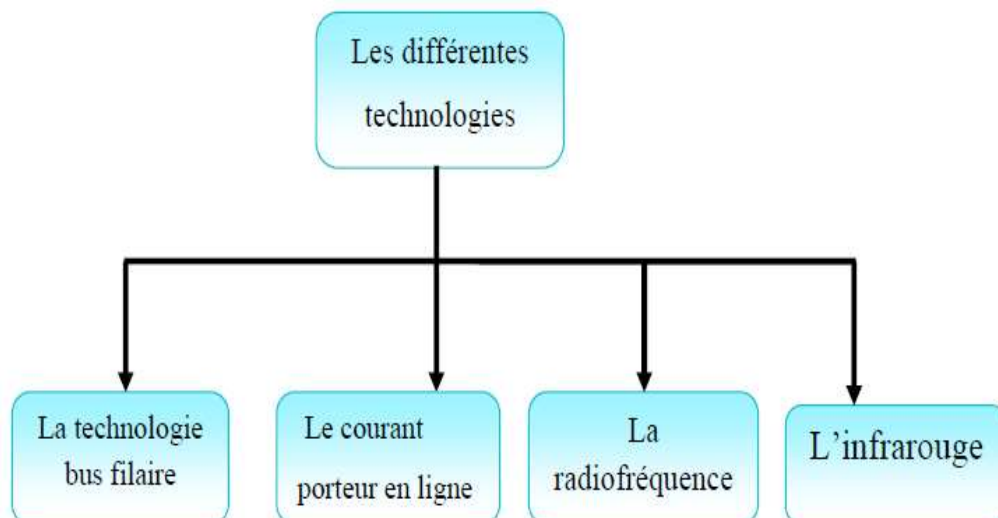 Les différentes
technologies
La technologie
bus filaire
Le courant
porteur en ligne
La
radiofréquence
L'infrarouge